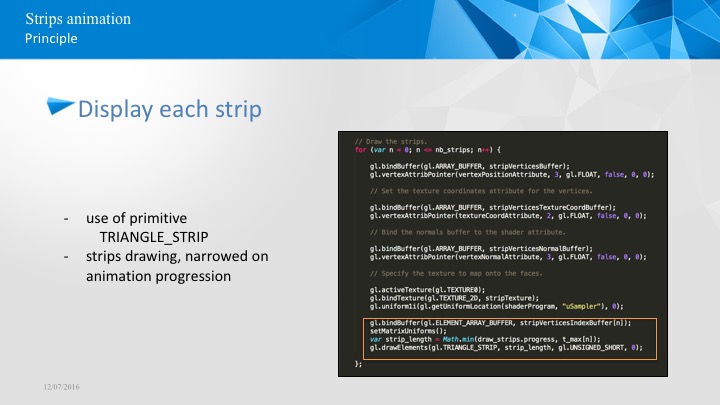 Strips animation
Principle
Display each strip
- use of primitive
TRIANGLE_STRIP
- strips drawing, narrowed on
animation progression
// Draw the strips.
for (var n = 0; n <= nb_strips; n++) {
gl.bindBuffer(gl.ARRAY_BUFFER, stripVerticesBuffer);
gl.vertexAttribPointer(vertexPositionAttribute, 3, gl.FLOAT, false, 0, 0);
// Set the texture coordinates attribute for the vertices.
gl.bindBuffer(gl.ARRAY_BUFFER, stripVerticesTextureCoordBuffer);
gl.vertexAttribPointer(textureCoordAttribute, 2, gl.FLOAT, false, 0, 0);
// Bind the normals buffer to the shader attribute.
gl.bindBuffer(gl.ARRAY_BUFFER, stripVerticesNormalBuffer);
gl.vertexAttribPointer(vertexNormalAttribute, 3, gl.FLOAT, false, 0, 0);
// Specify the texture to map onto the faces.
gl.activeTexture(gl.TEXTURE0);
gl.bindTexture(gl.TEXTURE_2D, stripTexture);
gl.uniform1i(gl.getUniformLocation(shaderProgram, "uSampler"), 0);
gl.bindBuffer(gl.ELEMENT_ARRAY_BUFFER, stripVerticesIndexBuffer[n]);
setMatrixUniforms();
var strip_length = Math.min(draw_strips.progress, t_max[n]);
gl.drawElements(gl.TRIANGLE_STRIP, strip_length, gl.UNSIGNED_SHORT, 0);
};
12/07/2016